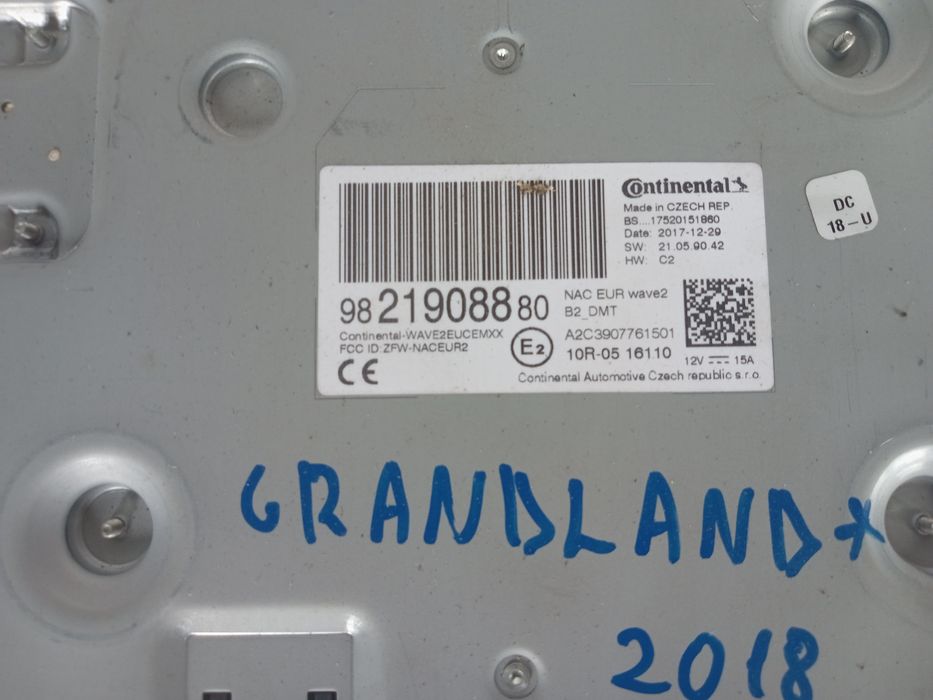 Continental
Made in CZECH REP.
BS....17520151860
Date: 2017-12-29
SW: 21.05.90.42
HW: C2
98 219088 80
NAC EUR wave2
B2_DMT
Continental-WAVE2EUCEMXX
FCC ID:ZFW-NACEUR2
E2
A2C3907761501
10R-05 16110
12V 15A
CE
Continental Automotive Czech republic s.r.o.
DC
18-U
GRANDLAND*
2018